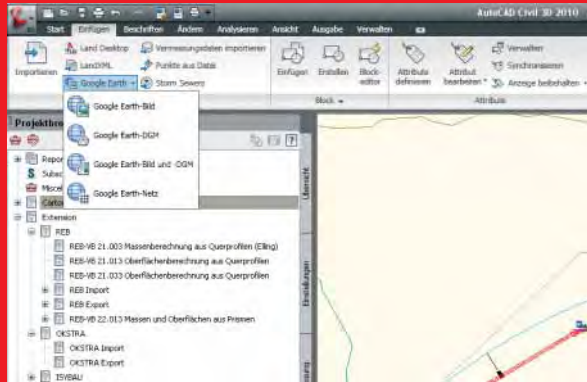 AutoCAD Civil 3D 2010
Start Einfügen Beschriften Ändern Analysieren Ansicht Ausgabe Verwalten
Importieren
Land Desktop Vermessungsdaten importieren
LandXML Punkte aus Datei
Google Earth Storm Sewers
Einfügen Erstellen Block-editor
Attribute definieren Attribut bearbeiten
Verwalten
Synchronisieren
Anzeige beibehalten
Block Attribute
Google Earth-Bild
Google Earth-DGM
Google Earth-Bild und -DGM
Google Earth-Netz
?
Übersicht
Einstellungen
Extension
REB
REB-VB 21.003 Massenberechnung aus Querprofilen (Elling)
REB-VB 21.013 Oberflächenberechnung aus Querprofilen
REB-VB 21.033 Oberflächenberechnung aus Querprofilen
REB Import
REB Export
REB-VB 22.013 Massen und Oberflächen aus Prismen
OKSTRA
OKSTRA Import
OKSTRA Export
ISYBAU